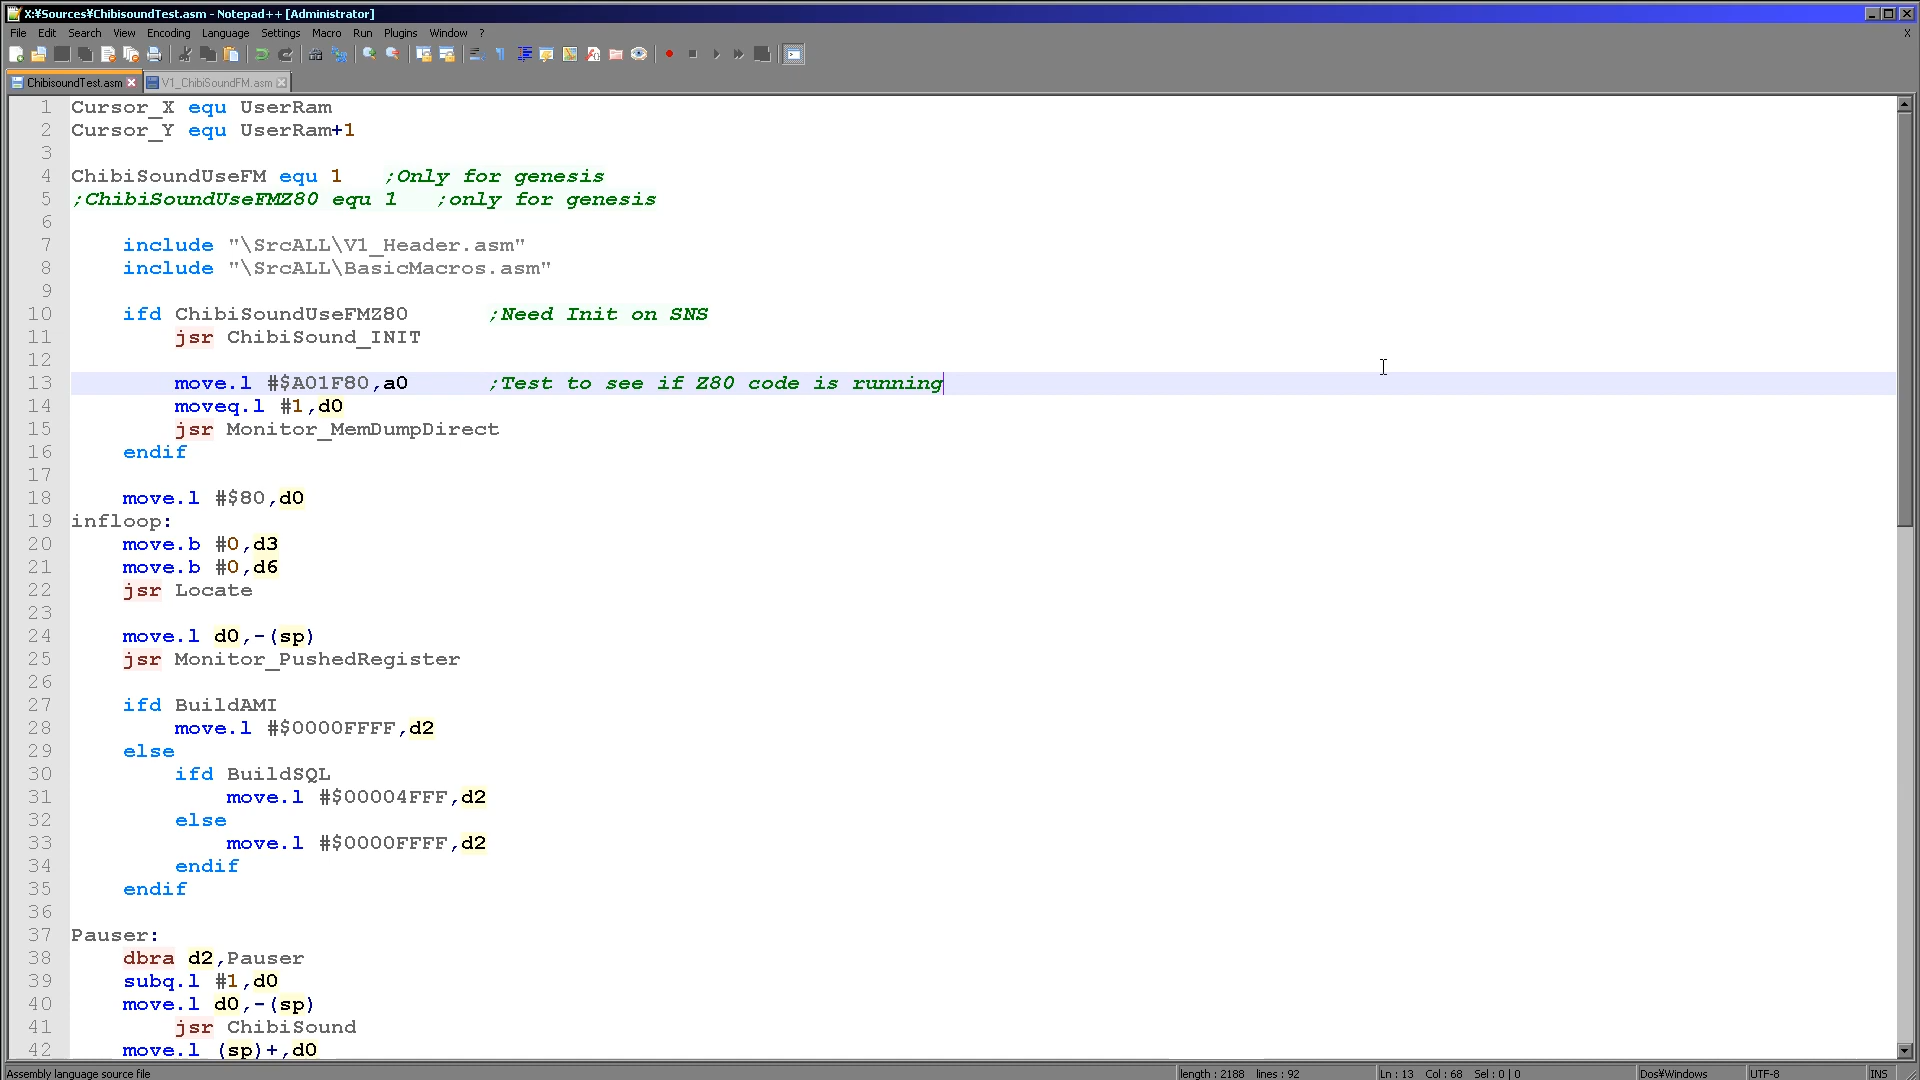 X:¥Sources¥ChibisoundTest.asm - Notepad++ [Administrator]
File Edit Search View Encoding Language Settings Macro Run Plugins Window ? X
ChibisoundTest.asm V1_ChibiSoundFM.asm
1 Cursor_X equ UserRam
2 Cursor_Y equ UserRam+1
3
4 ChibiSoundUseFM equ 1 ;Only for genesis
5 ;ChibiSoundUseFMZ80 equ 1 ;only for genesis
6
7 include "\SrcALL\V1_Header.asm"
8 include "\SrcALL\BasicMacros.asm"
9
10 ifd ChibiSoundUseFMZ80 ;Need Init on SNS
11 jsr ChibiSound_INIT
12
13 move.l #$A01F80,a0 ;Test to see if Z80 code is running
14 moveq.l #1,d0
15 jsr Monitor_MemDumpDirect
16 endif
17
18 move.l #$80,d0
19 infloop:
20 move.b #0,d3
21 move.b #0,d6
22 jsr Locate
23
24 move.l d0,-(sp)
25 jsr Monitor_PushedRegister
26
27 ifd BuildAMI
28 move.l #$0000FFFF,d2
29 else
30 ifd BuildSQL
31 move.l #$00004FFF,d2
32 else
33 move.l #$0000FFFF,d2
34 endif
35 endif
36
37 Pauser:
38 dbra d2,Pauser
39 subq.l #1,d0
40 move.l d0,-(sp)
41 jsr ChibiSound
42 move.l (sp)+,d0
Assembly language source file length : 2188 lines : 92 Ln : 13 Col : 68 Sel : 0 | 0 Dos¥Windows UTF-8 INS